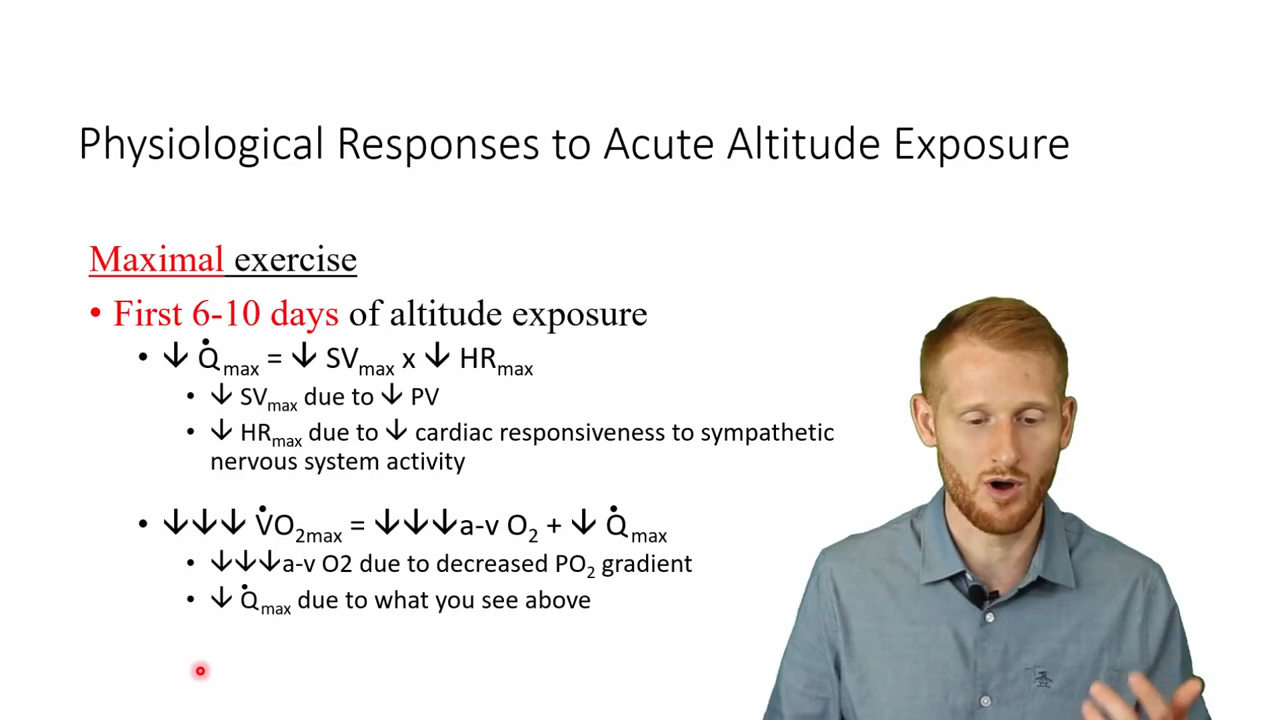 Physiological Responses to Acute Altitude Exposure
Maximal exercise
• First 6-10 days of altitude exposure
• ↓ Q̇max = ↓ SVmax x ↓ HRmax
• ↓ SVmax due to ↓ PV
• ↓ HRmax due to ↓ cardiac responsiveness to sympathetic
nervous system activity
• ↓↓↓ V̇O2max = ↓↓↓a-v O2 + ↓ Q̇max
• ↓↓↓a-v O2 due to decreased PO2 gradient
• ↓ Q̇max due to what you see above